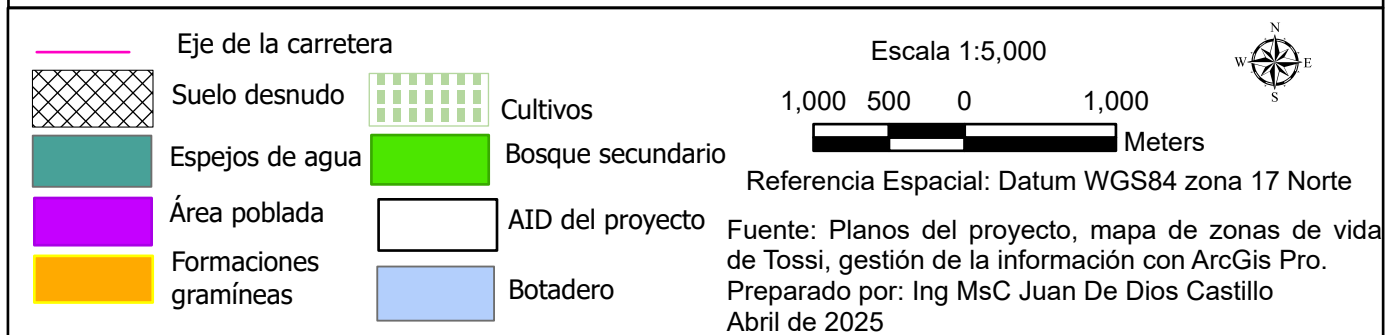 Eje de la carretera
Suelo desnudo
Espejos de agua
Área poblada
Formaciones
gramíneas
Cultivos
Bosque secundario
AID del proyecto
Botadero
Escala 1:5,000
N
W E
S
1,000 500 0 1,000
Meters
Referencia Espacial: Datum WGS84 zona 17 Norte
Fuente: Planos del proyecto, mapa de zonas de vida
de Tossi, gestión de la información con ArcGis Pro.
Preparado por: Ing MsC Juan De Dios Castillo
Abril de 2025